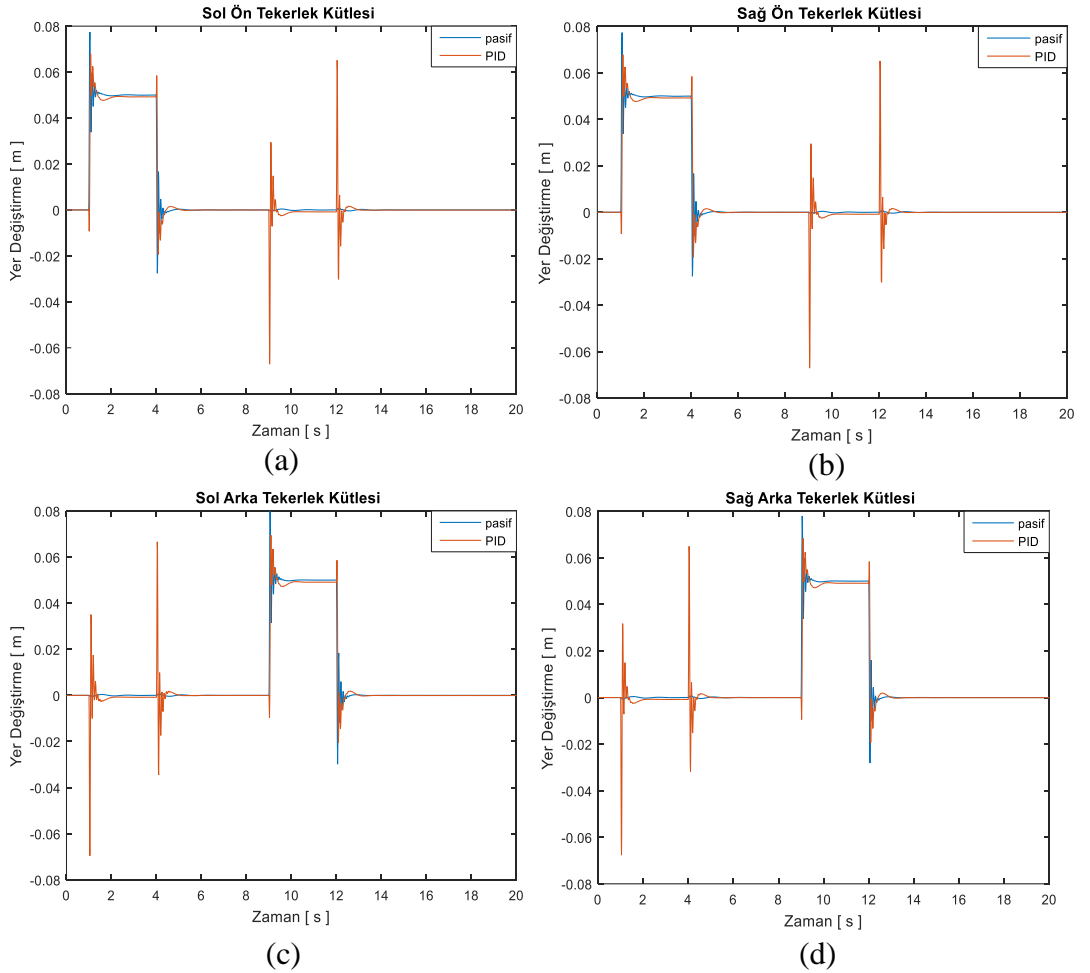 Sol Ön Tekerlek Kütlesi
pasif
PID
0.08
0.06
0.04
0.02
0
-0.02
-0.04
-0.06
-0.08
Yer Değiştirme [ m ]
0 2 4 6 8 10 12 14 16 18 20
Zaman [ s ]
(a)
Sağ Ön Tekerlek Kütlesi
pasif
PID
0.08
0.06
0.04
0.02
0
-0.02
-0.04
-0.06
-0.08
Yer Değiştirme [ m ]
0 2 4 6 8 10 12 14 16 18 20
Zaman [ s ]
(b)
Sol Arka Tekerlek Kütlesi
pasif
PID
0.08
0.06
0.04
0.02
0
-0.02
-0.04
-0.06
-0.08
Yer Değiştirme [ m ]
0 2 4 6 8 10 12 14 16 18 20
Zaman [ s ]
(c)
Sağ Arka Tekerlek Kütlesi
pasif
PID
0.08
0.06
0.04
0.02
0
-0.02
-0.04
-0.06
-0.08
Yer Değiştirme [ m ]
0 2 4 6 8 10 12 14 16 18 20
Zaman [ s ]
(d)